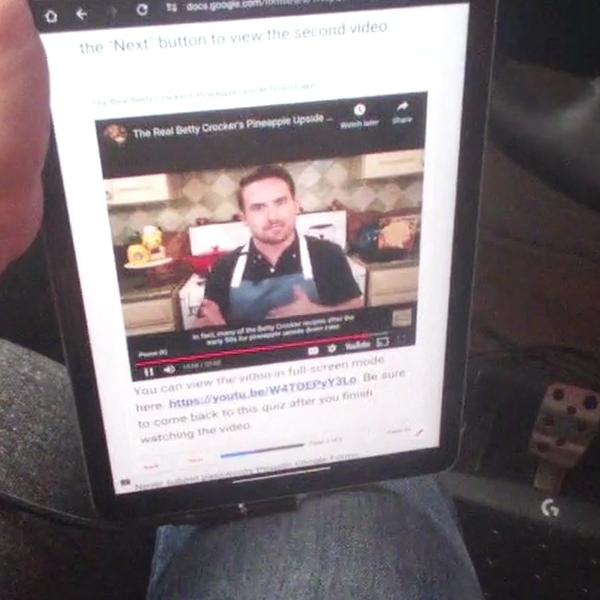 docs.google.com/
the "Next" button to view the second video.
The Real Betty Crocker's Pineapple Upside ...
Watch later
Share
In fact, many of the Betty Crocker recipes after the
early 50s for pineapple upside down cake
Pause (k)
YouTube
You can view the video in full-screen mode
here: https://youtu.be/W4TOEPyY3Lo. Be sure
to come back to this quiz after you finish
watching the video.
Back
Next
Never submit passwords through Google Forms.
G